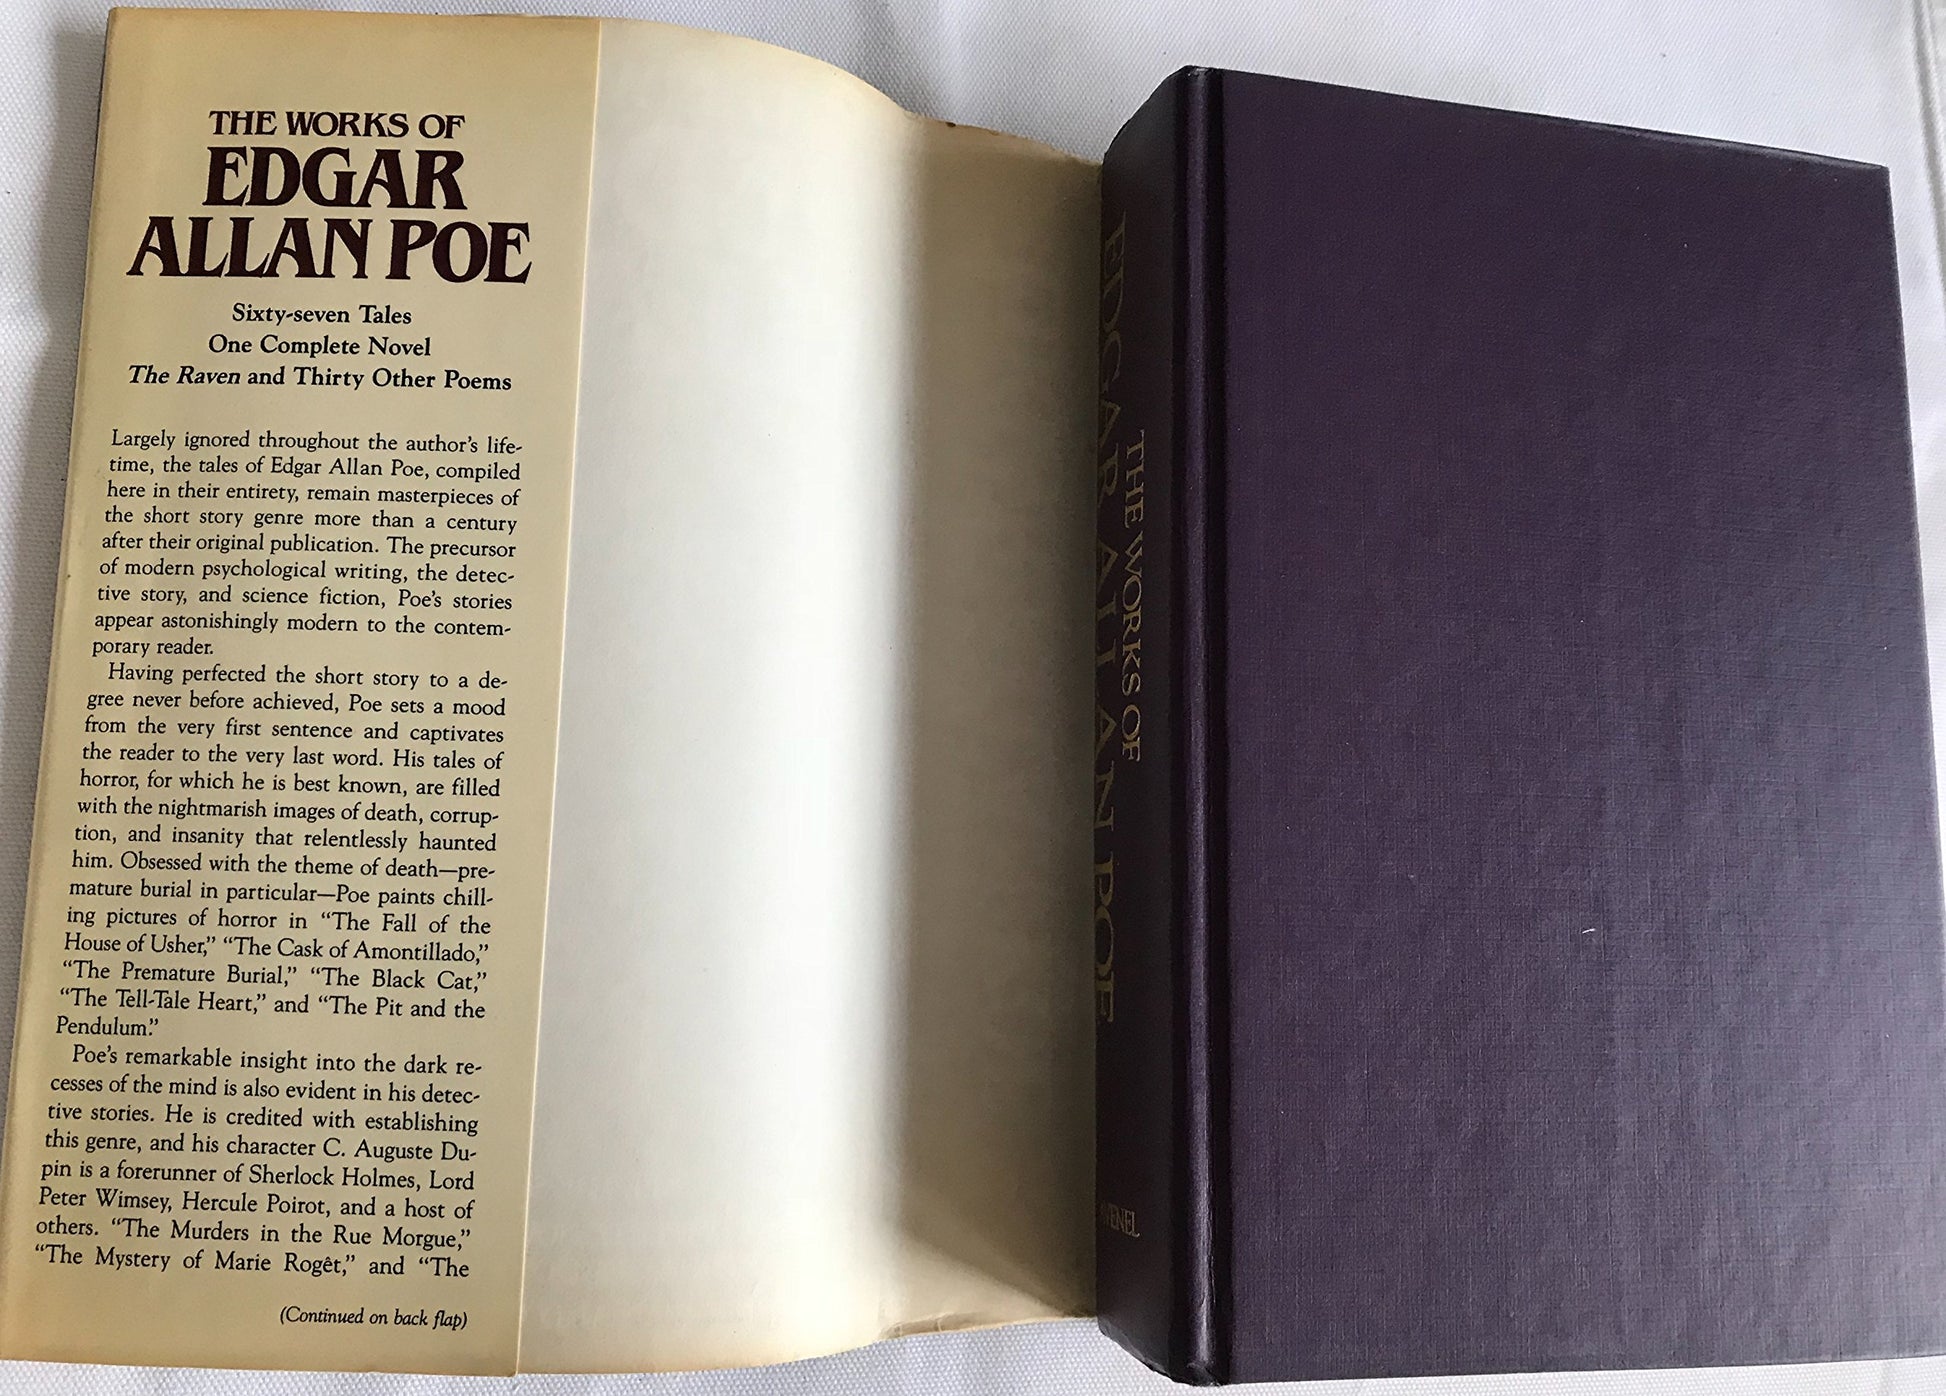 THE WORKS OF
EDGAR
ALLAN POE
Sixty-seven Tales
One Complete Novel
The Raven and Thirty Other Poems
Largely ignored throughout the author's life-
time, the tales of Edgar Allan Poe, compiled
here in their entirety, remain masterpieces of
the short story genre more than a century
after their original publication. The precursor
of modern psychological writing, the detec-
tive story, and science fiction, Poe's stories
appear astonishingly modern to the contem-
porary reader.
Having perfected the short story to a de-
gree never before achieved, Poe sets a mood
from the very first sentence and captivates
the reader to the very last word. His tales of
horror, for which he is best known, are filled
with the nightmarish images of death, corrup-
tion, and insanity that relentlessly haunted
him. Obsessed with the theme of death—pre-
mature burial in particular—Poe paints chill-
ing pictures of horror in “The Fall of the
House of Usher,” “The Cask of Amontillado,”
“The Premature Burial,” “The Black Cat,”
“The Tell-Tale Heart,” and “The Pit and the
Pendulum.”
Poe's remarkable insight into the dark re-
cesses of the mind is also evident in his detec-
tive stories. He is credited with establishing
this genre, and his character C. Auguste Du-
pin is a forerunner of Sherlock Holmes, Lord
Peter Wimsey, Hercule Poirot, and a host of
others. “The Murders in the Rue Morgue,”
“The Mystery of Marie Rogêt,” and “The
(Continued on back flap)
THE WORKS OF
EDGAR ALLAN POE
AVENEL